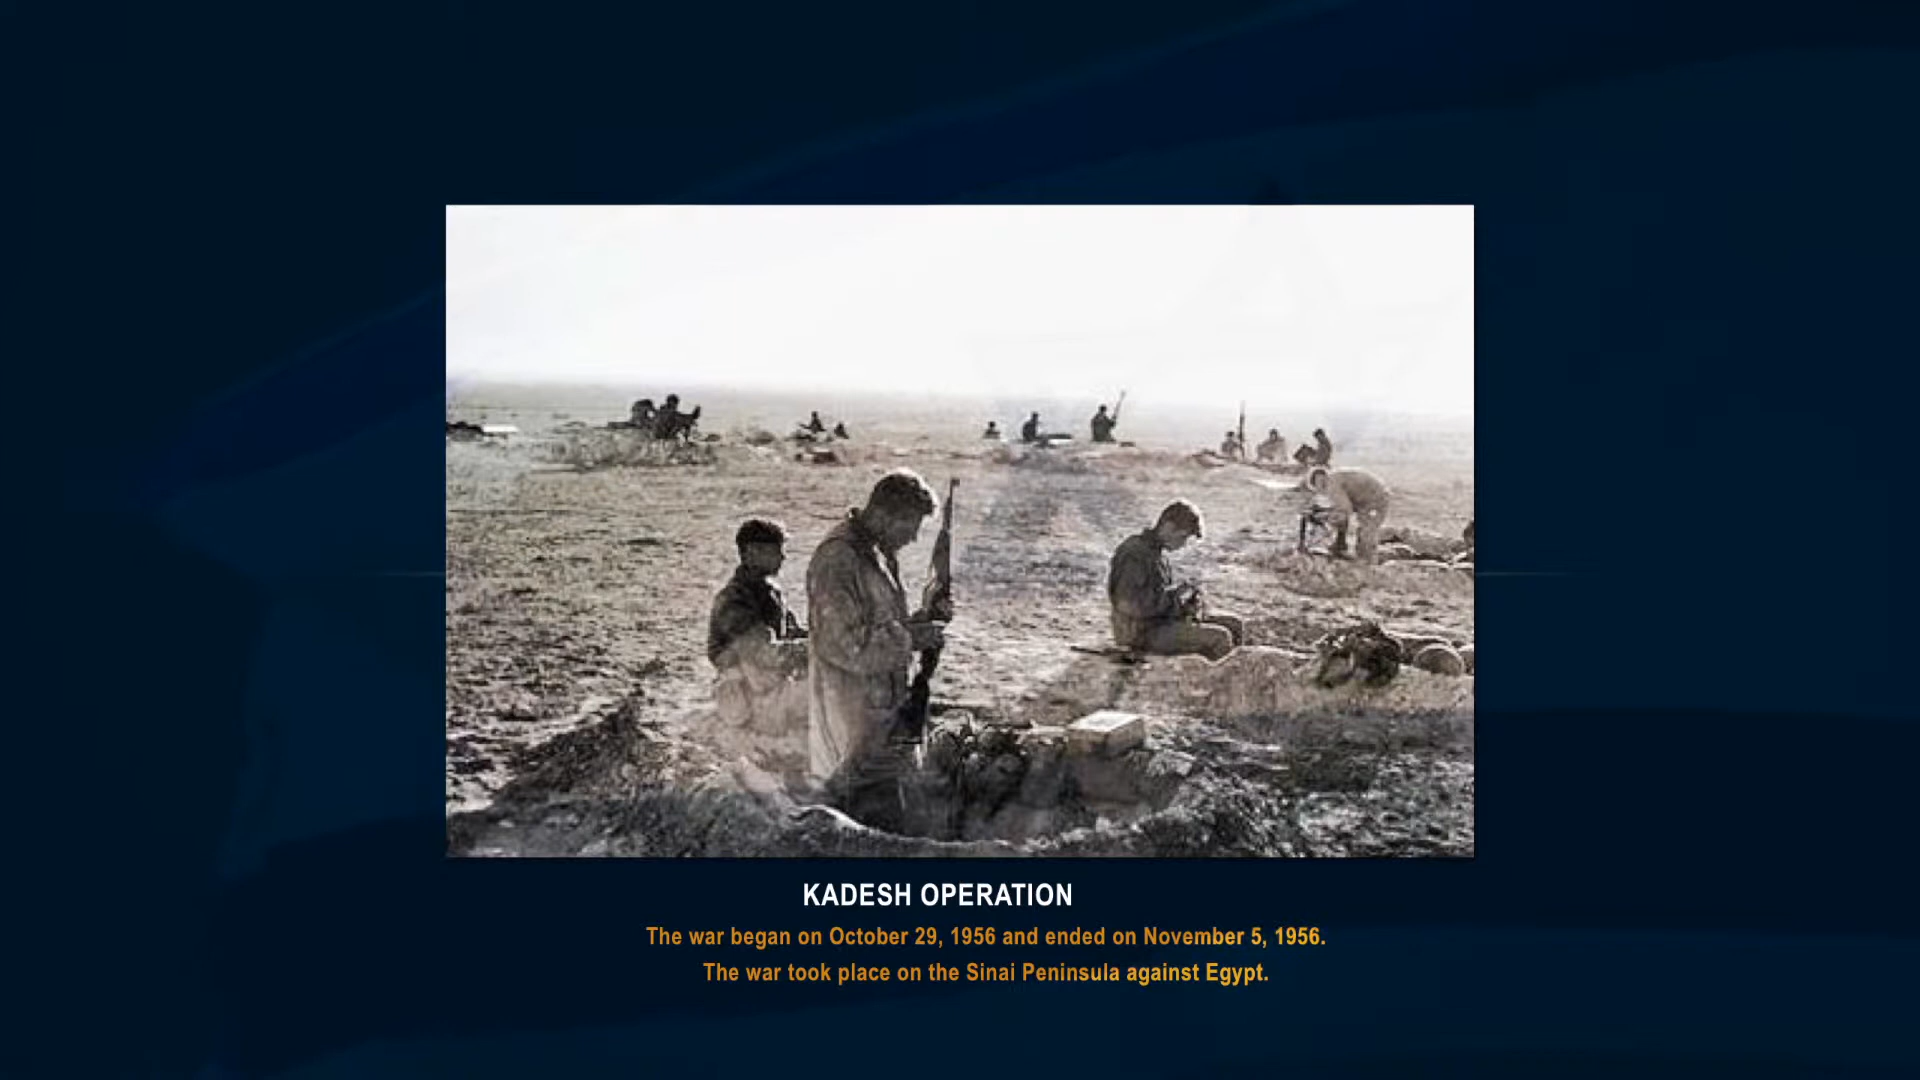 KADESH OPERATION
The war began on October 29, 1956 and ended on November 5, 1956.
The war took place on the Sinai Peninsula against Egypt.